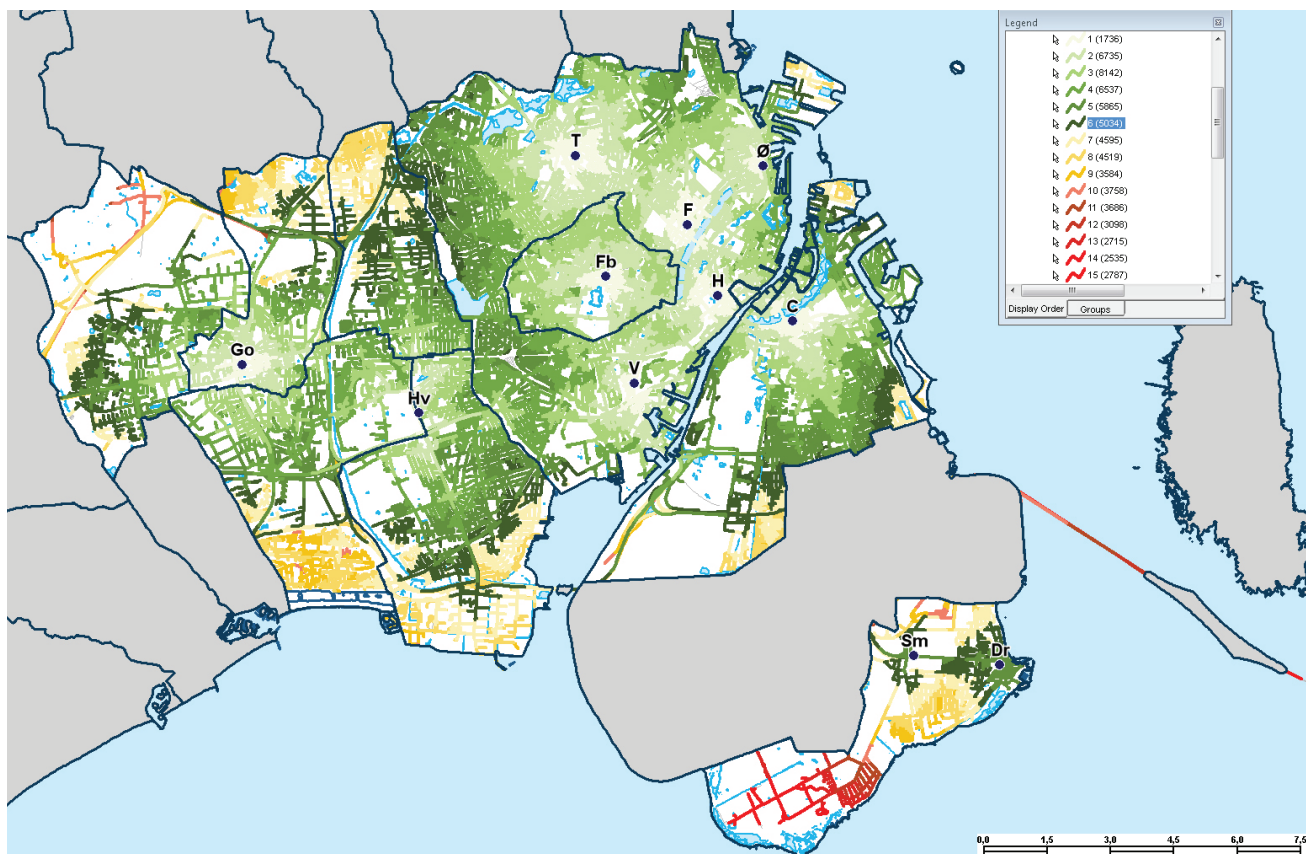 Legend
1 (1736)
2 (6735)
3 (8142)
4 (6537)
5 (5865)
6 (5034)
7 (4595)
8 (4519)
9 (3584)
10 (3758)
11 (3686)
12 (3098)
13 (2715)
14 (2535)
15 (2787)
Display Order
Groups
T
Ø
F
Fb
H
C
Go
V
Hv
Sm
Dr
0,0 1,5 3,0 4,5 6,0 7,5